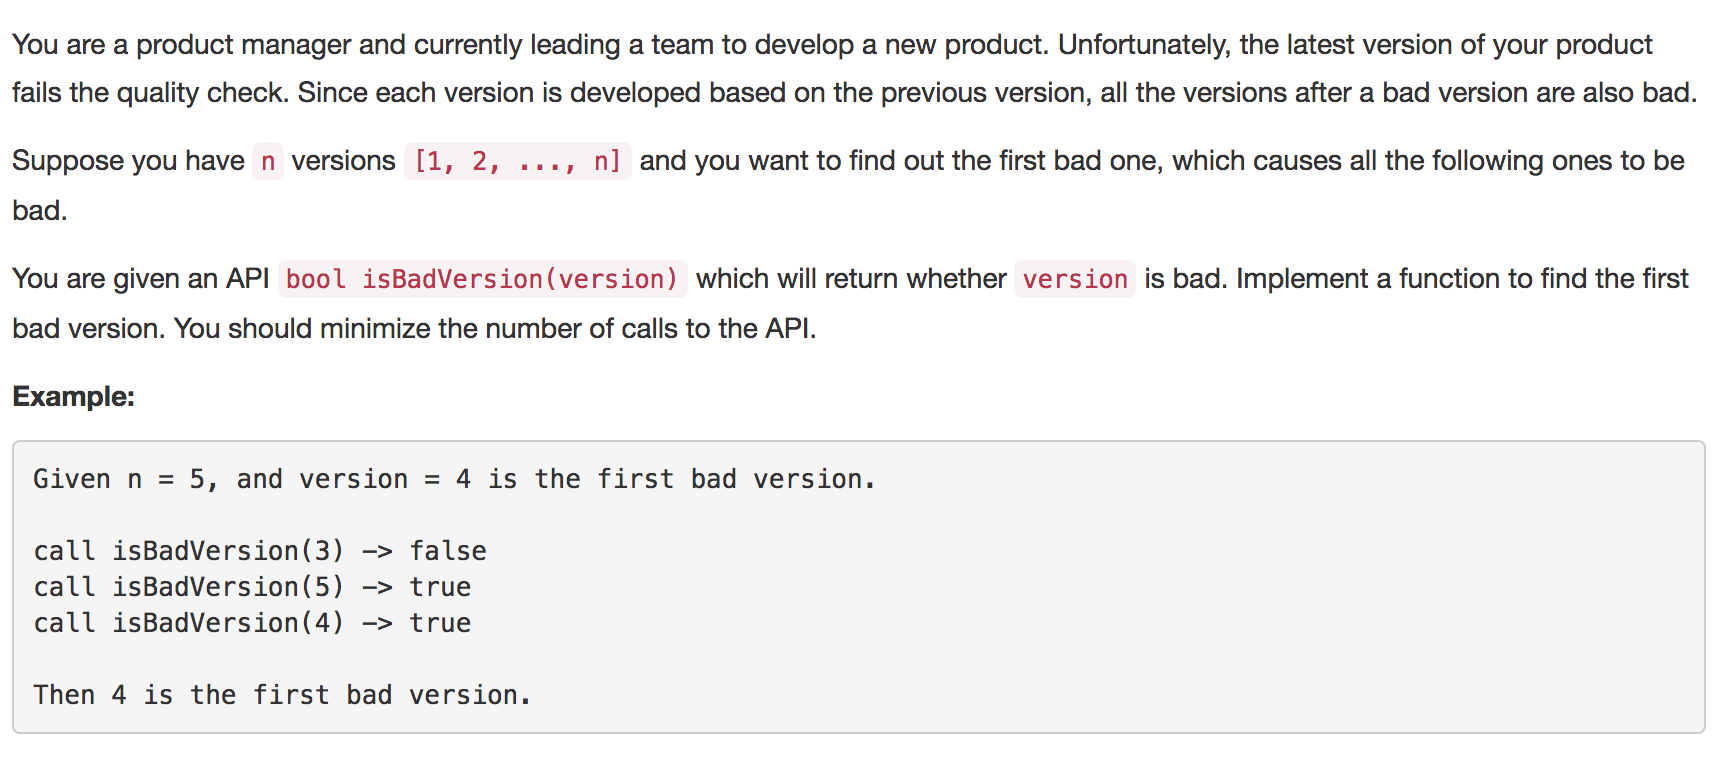 You are a product manager and currently leading a team to develop a new product. Unfortunately, the latest version of your product
fails the quality check. Since each version is developed based on the previous version, all the versions after a bad version are also bad.
Suppose you have n versions [1, 2, ..., n] and you want to find out the first bad one, which causes all the following ones to be
bad.
You are given an API bool isBadVersion(version) which will return whether version is bad. Implement a function to find the first
bad version. You should minimize the number of calls to the API.
Example:
Given n = 5, and version = 4 is the first bad version.
call isBadVersion(3) -> false
call isBadVersion(5) -> true
call isBadVersion(4) -> true
Then 4 is the first bad version.